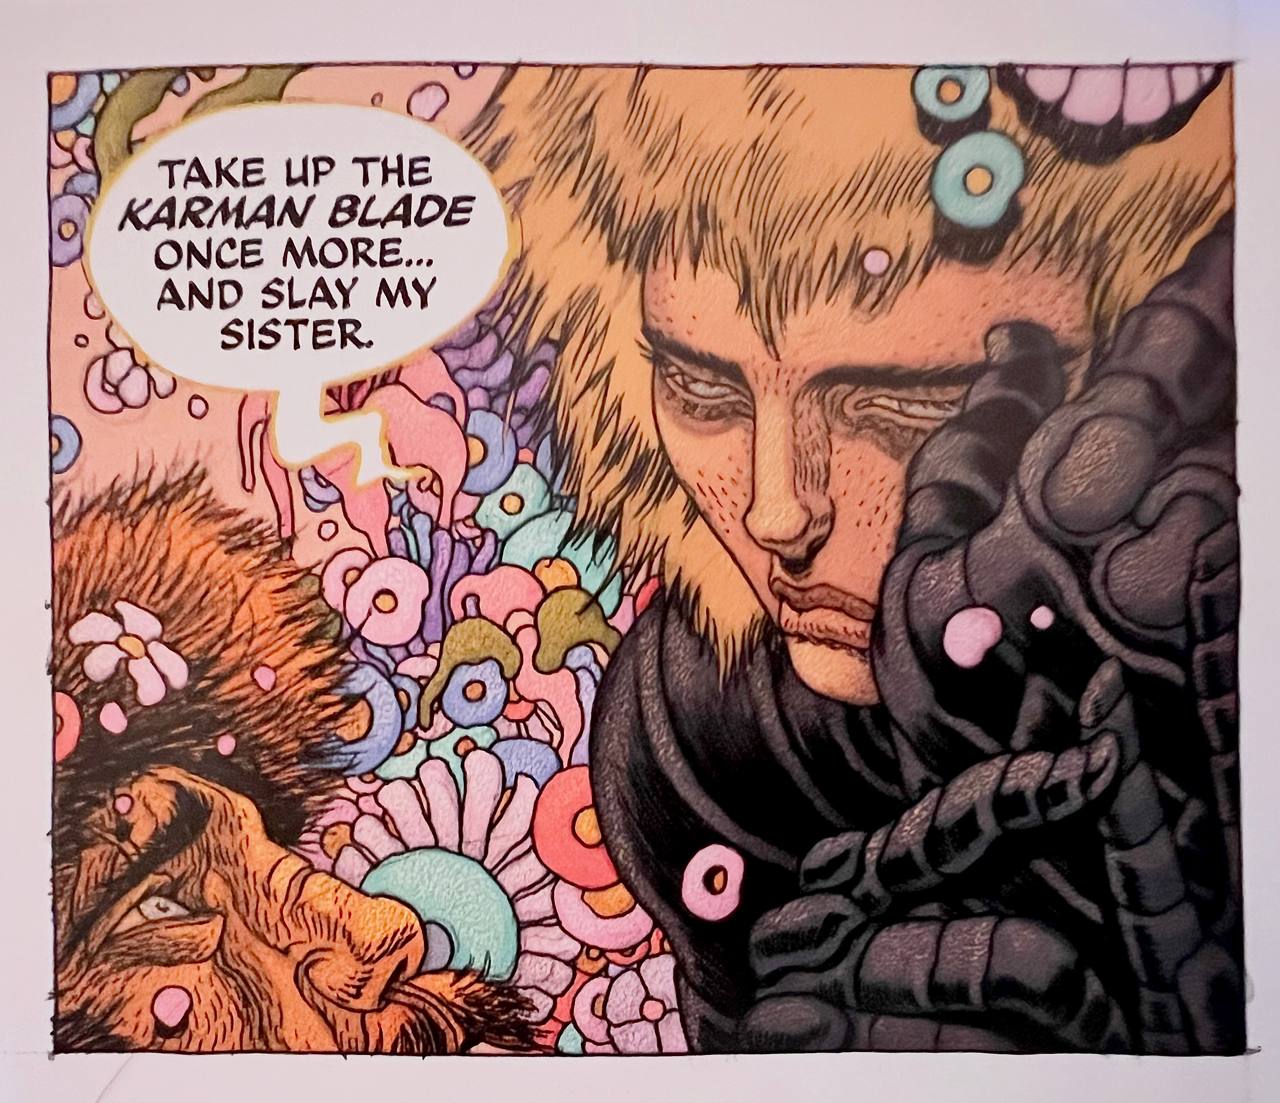 TAKE UP THE
KARMAN BLADE
ONCE MORE...
AND SLAY MY
SISTER.